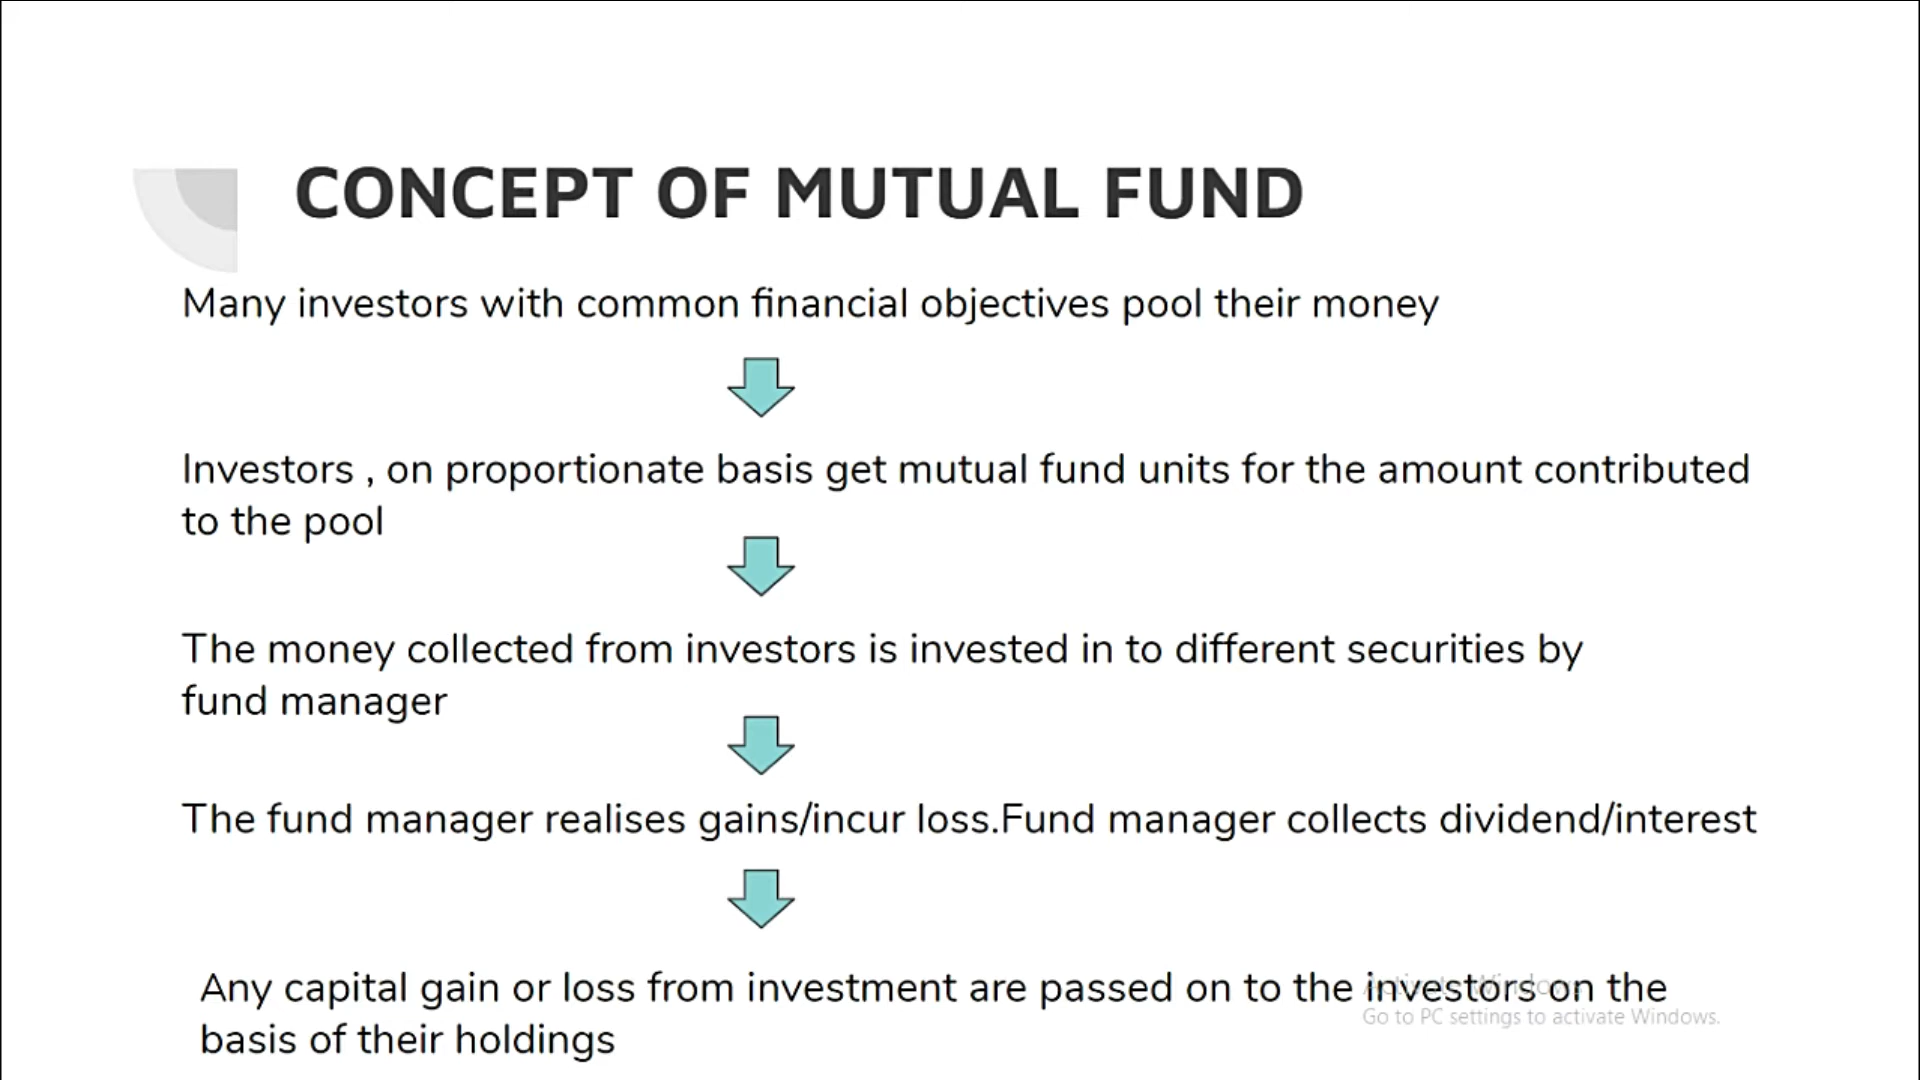 CONCEPT OF MUTUAL FUND
Many investors with common financial objectives pool their money
Investors , on proportionate basis get mutual fund units for the amount contributed
to the pool
The money collected from investors is invested in to different securities by
fund manager
The fund manager realises gains/incur loss.Fund manager collects dividend/interest
Any capital gain or loss from investment are passed on to the investors on the
basis of their holdings
Activate Windows
Go to PC settings to activate Windows.